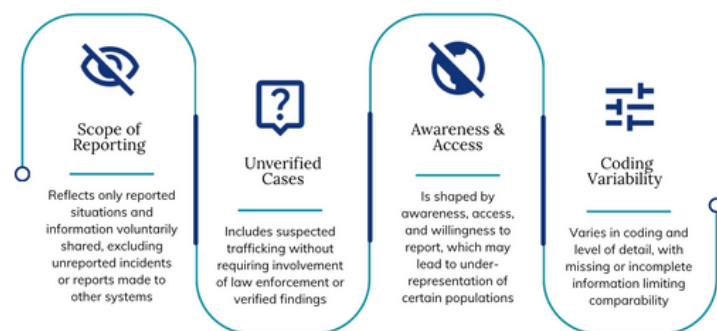 Scope of
Reporting
Reflects only reported
situations and
information voluntarily
shared, excluding
unreported incidents
or reports made to
other systems
Unverified
Cases
Includes suspected
trafficking without
requiring involvement
of law enforcement or
verified findings
Awareness &
Access
Is shaped by
awareness, access,
and willingness to
report, which may
lead to under-
representation of
certain populations
Coding
Variability
Varies in coding and
level of detail, with
missing or incomplete
information limiting
comparability